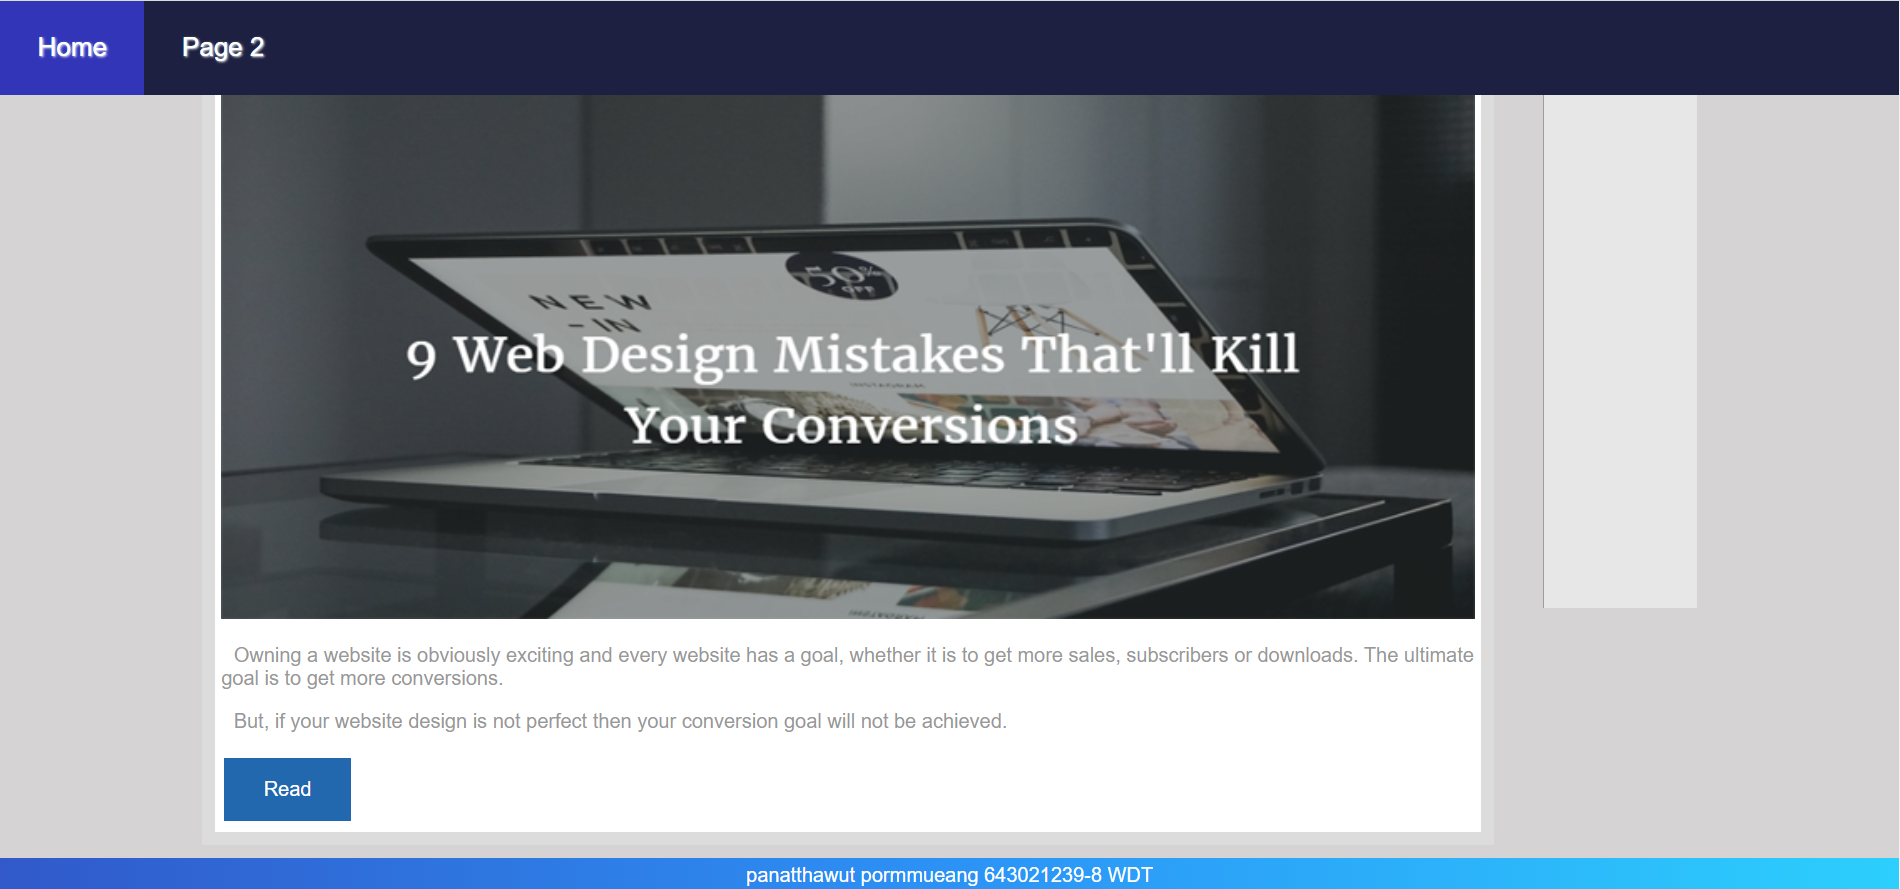 Home
Page 2
50%
OFF
NEW
-IN
9 Web Design Mistakes That'll Kill
Your Conversions
INSTAGRAM
Owning a website is obviously exciting and every website has a goal, whether it is to get more sales, subscribers or downloads. The ultimate
goal is to get more conversions.
But, if your website design is not perfect then your conversion goal will not be achieved.
Read
panatthawut pormmueang 643021239-8 WDT